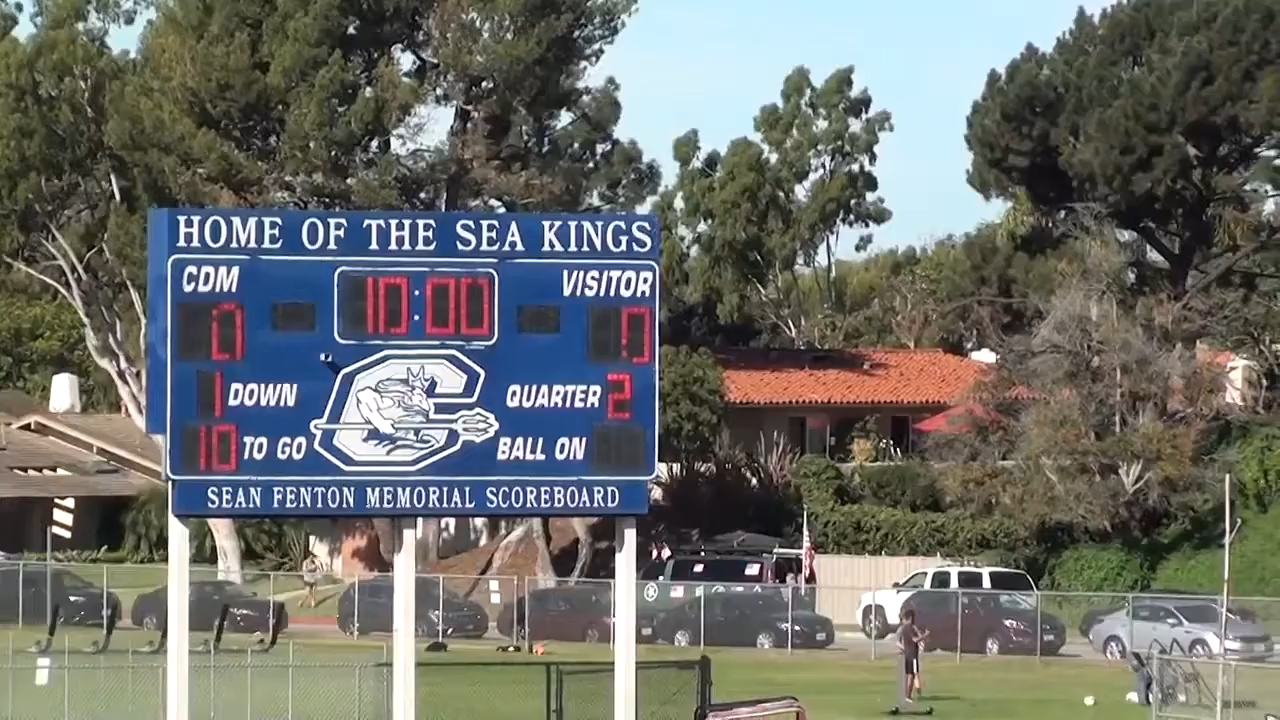 HOME OF THE SEA KINGS
CDM 10:00 VISITOR
0 0
1 DOWN QUARTER 2
10 TO GO BALL ON
SEAN FENTON MEMORIAL SCOREBOARD